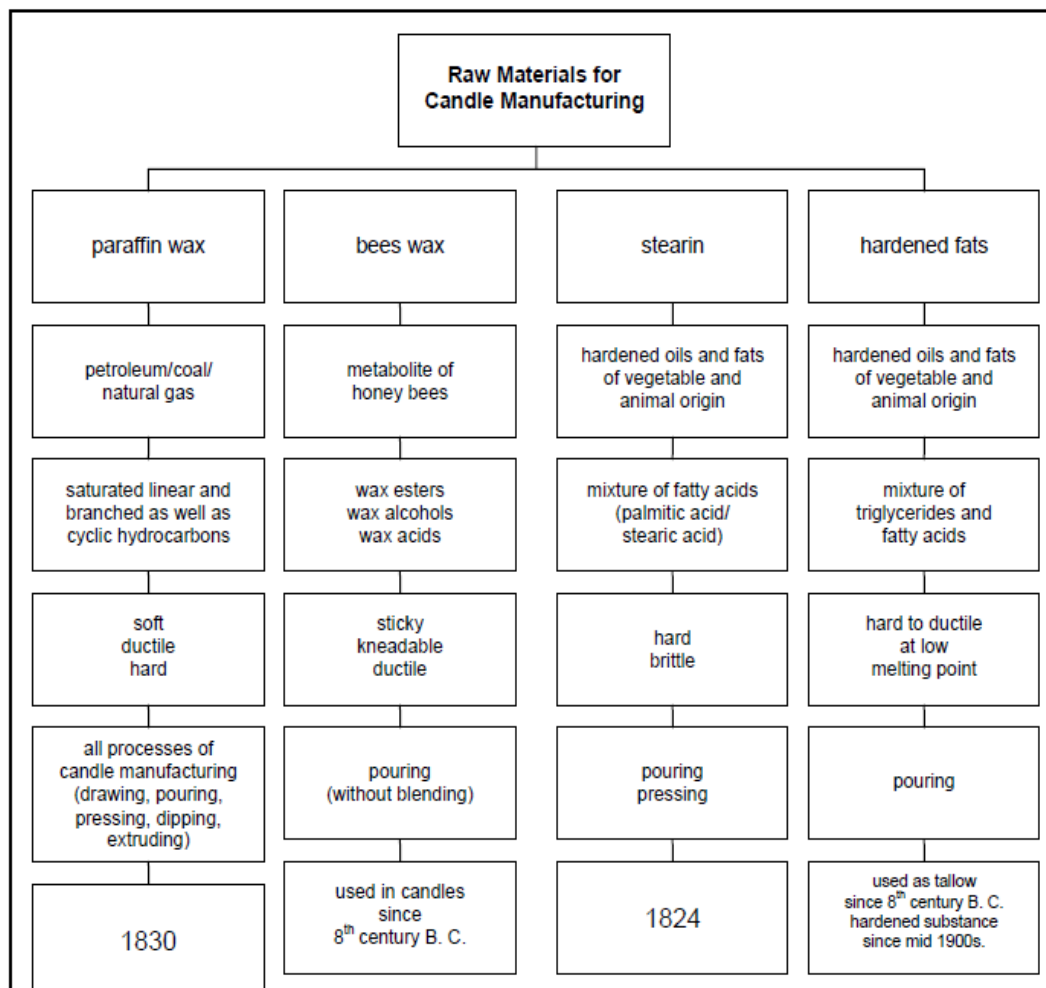 Raw Materials for
Candle Manufacturing
paraffin wax
bees wax
stearin
hardened fats
petroleum/coal/
natural gas
metabolite of
honey bees
hardened oils and fats
of vegetable and
animal origin
hardened oils and fats
of vegetable and
animal origin
saturated linear and
branched as well as
cyclic hydrocarbons
wax esters
wax alcohols
wax acids
mixture of fatty acids
(palmitic acid/
stearic acid)
mixture of
triglycerides and
fatty acids
soft
ductile
hard
sticky
kneadable
ductile
hard
brittle
hard to ductile
at low
melting point
all processes of
candle manufacturing
(drawing, pouring,
pressing, dipping,
extruding)
pouring
(without blending)
pouring
pressing
pouring
1830
used in candles
since
8th century B. C.
1824
used as tallow
since 8th century B. C.
hardened substance
since mid 1900s.